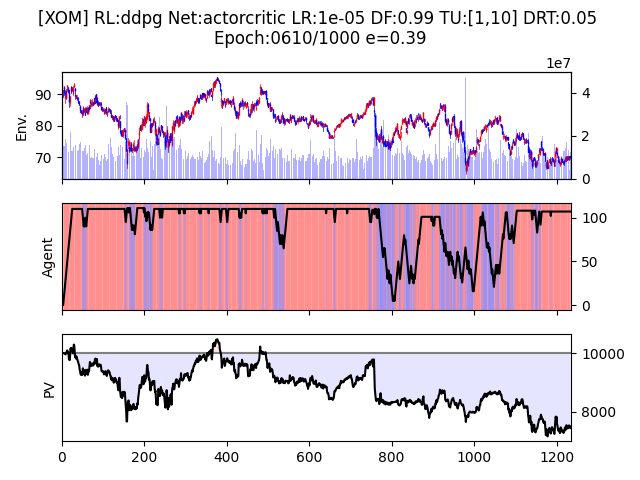 [XOM] RL:ddpg Net:actorcritic LR:1e-05 DF:0.99 TU:[1,10] DRT:0.05
Epoch:0610/1000 e=0.39
1e7
Env.
90
80
70
4
2
0
Agent
100
50
0
PV
10000
8000
0 200 400 600 800 1000 1200